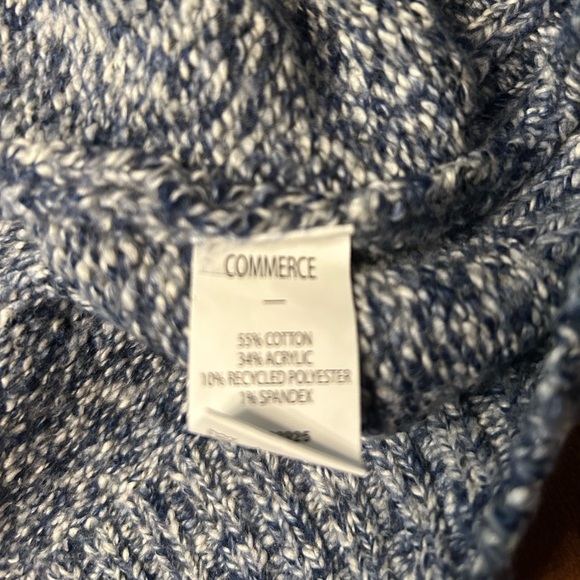 COMMERCE
—
55% COTTON
34% ACRYLIC
10% RECYCLED POLYESTER
1% SPANDEX